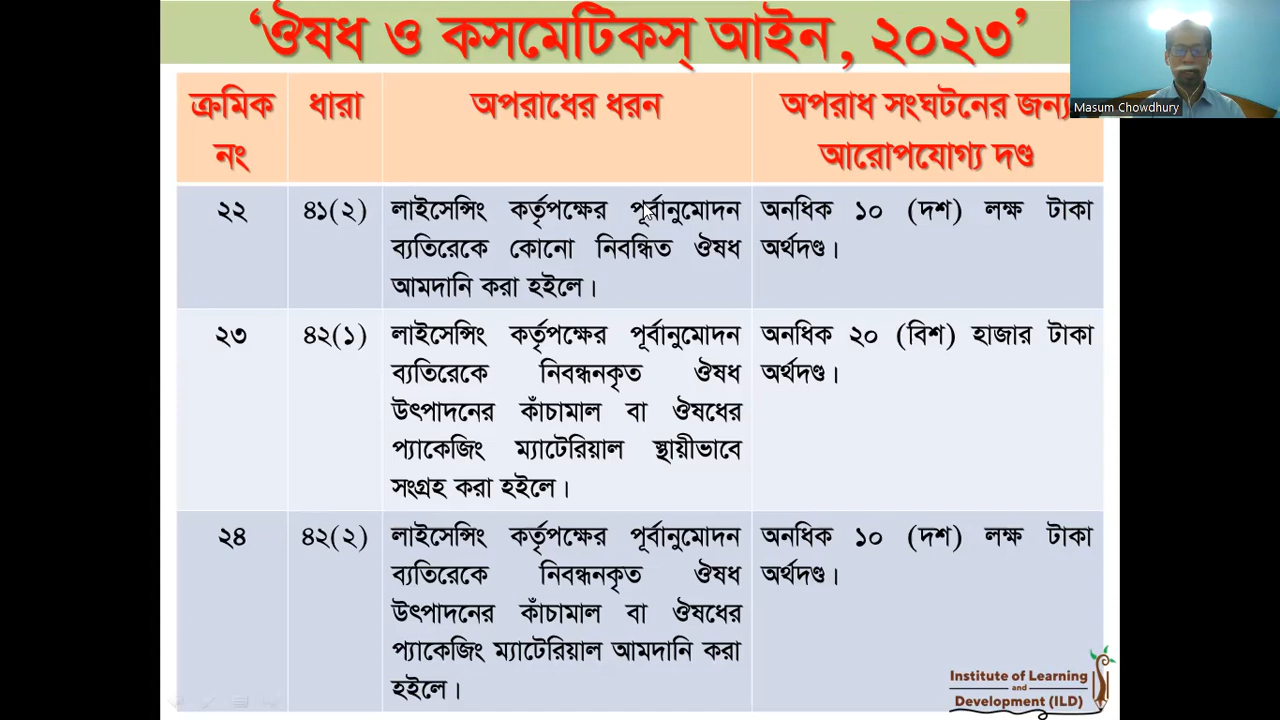 ‘ঔষধ ও কসমেটিকস্ আইন, ২০২৩’
Masum Chowdhury
ক্রমিক নং
ধারা
অপরাধের ধরন
অপরাধ সংঘটনের জন্য
আরোপযোগ্য দণ্ড
২২
৪১(২)
লাইসেন্সিং কর্তৃপক্ষের পূর্বানুমোদন
ব্যতিরেকে কোনো নিবন্ধিত ঔষধ
আমদানি করা হইলে।
অনধিক ১০ (দশ) লক্ষ টাকা
অর্থদণ্ড।
২৩
৪২(১)
লাইসেন্সিং কর্তৃপক্ষের পূর্বানুমোদন
ব্যতিরেকে নিবন্ধনকৃত ঔষধ
উৎপাদনের কাঁচামাল বা ঔষধের
প্যাকেজিং ম্যাটেরিয়াল স্থায়ীভাবে
সংগ্রহ করা হইলে।
অনধিক ২০ (বিশ) হাজার টাকা
অর্থদণ্ড।
২৪
৪২(২)
লাইসেন্সিং কর্তৃপক্ষের পূর্বানুমোদন
ব্যতিরেকে নিবন্ধনকৃত ঔষধ
উৎপাদনের কাঁচামাল বা ঔষধের
প্যাকেজিং ম্যাটেরিয়াল আমদানি করা
হইলে।
অনধিক ১০ (দশ) লক্ষ টাকা
অর্থদণ্ড।
Institute of Learning
and
Development (ILD)